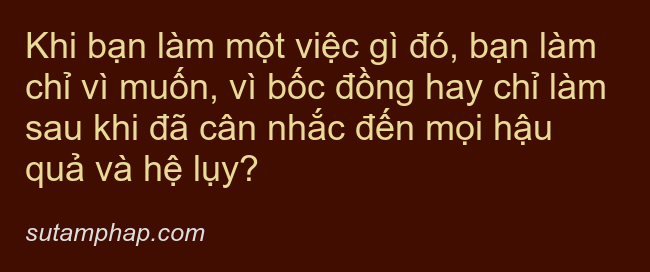 Khi bạn làm một việc gì đó, bạn làm
chỉ vì muốn, vì bốc đồng hay chỉ làm
sau khi đã cân nhắc đến mọi hậu
quả và hệ lụy?
sutamphap.com